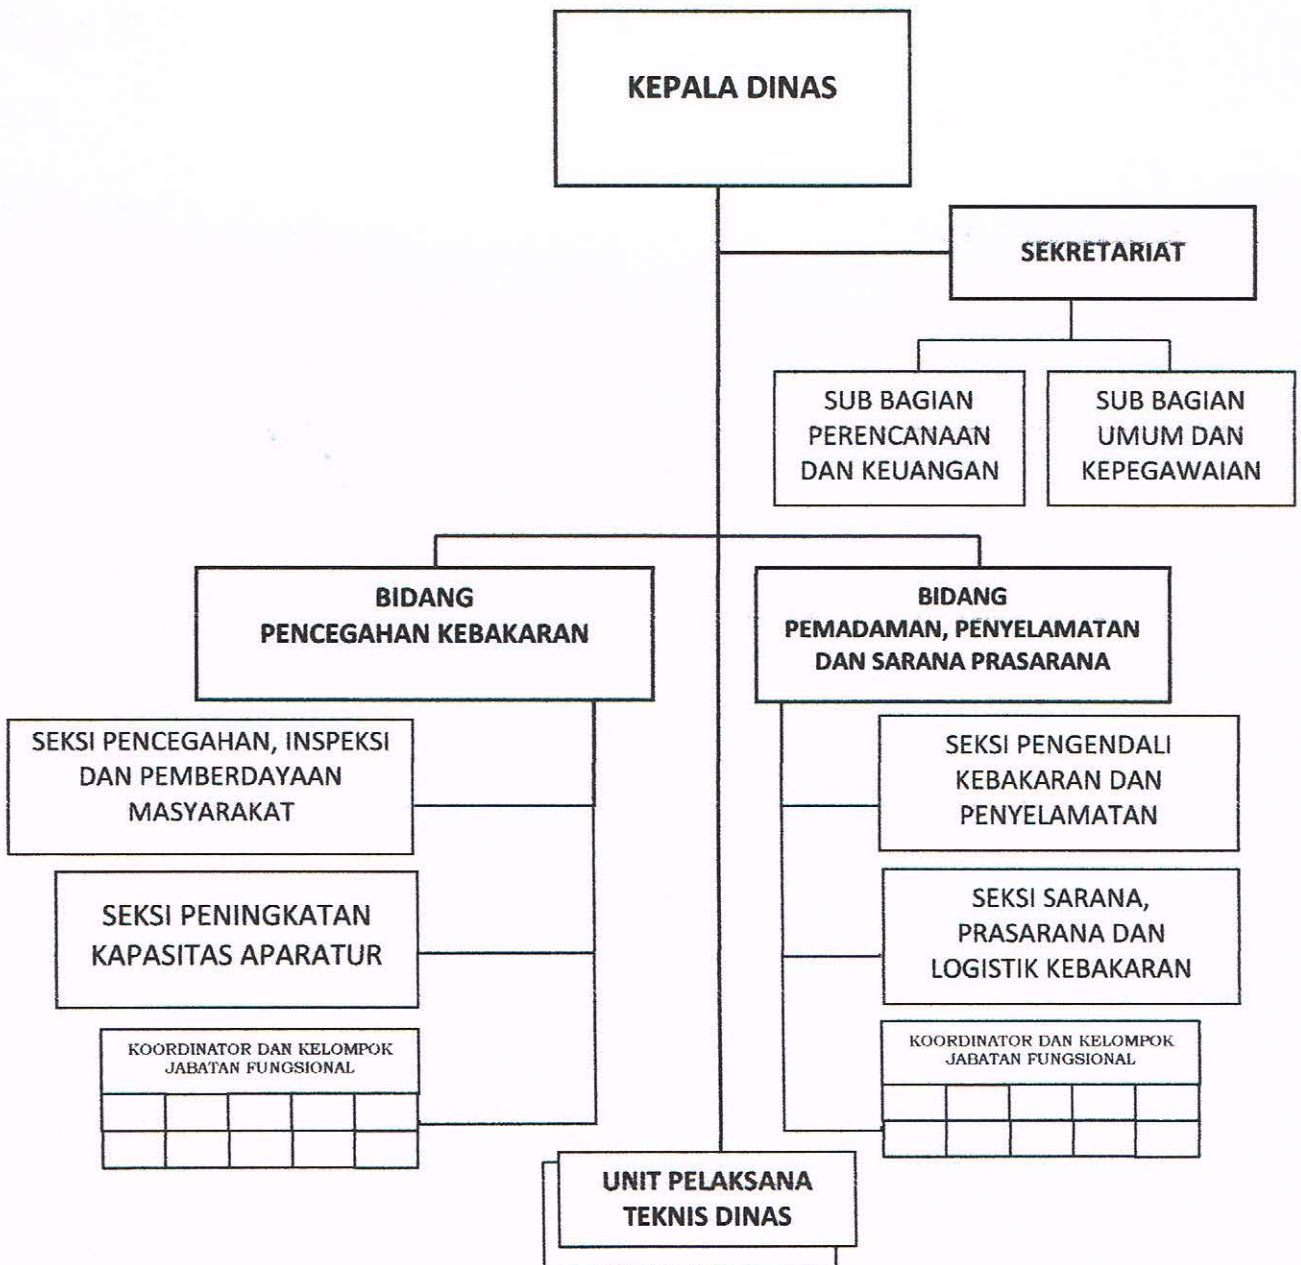 KEPALA DINAS
SEKRETARIAT
SUB BAGIAN
PERENCANAAN
DAN KEUANGAN
SUB BAGIAN
UMUM DAN
KEPEGAWAIAN
BIDANG
PENCEGAHAN KEBAKARAN
BIDANG
PEMADAMAN, PENYELAMATAN
DAN SARANA PRASARANA
SEKSI PENCEGAHAN, INSPEKSI
DAN PEMBERDAYAAN
MASYARAKAT
SEKSI PENGENDALI
KEBAKARAN DAN
PENYELAMATAN
SEKSI PENINGKATAN
KAPASITAS APARATUR
SEKSI SARANA,
PRASARANA DAN
LOGISTIK KEBAKARAN
KOORDINATOR DAN KELOMPOK
JABATAN FUNGSIONAL
KOORDINATOR DAN KELOMPOK
JABATAN FUNGSIONAL
UNIT PELAKSANA
TEKNIS DINAS